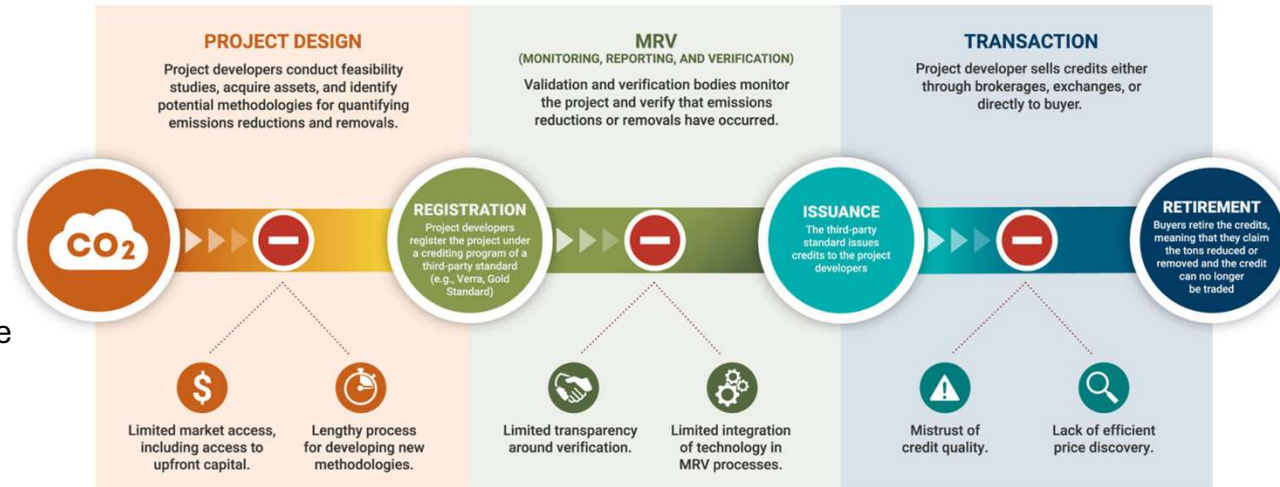 PROJECT DESIGN
Project developers conduct feasibility
studies, acquire assets, and identify
potential methodologies for quantifying
emissions reductions and removals.
MRV
(MONITORING, REPORTING, AND VERIFICATION)
Validation and verification bodies monitor
the project and verify that emissions
reductions or removals have occurred.
TRANSACTION
Project developer sells credits either
through brokerages, exchanges, or
directly to buyer.
CO2
REGISTRATION
Project developers
register the project under
a crediting program of a
third-party standard
(e.g., Verra, Gold
Standard)
ISSUANCE
The third-party
standard issues
credits to the project
developers
RETIREMENT
Buyers retire the credits,
meaning that they claim
the tons reduced or
removed and the credit
can no longer
be traded
e
$
Limited market access,
including access to
upfront capital.
Lengthy process
for developing new
methodologies.
Limited transparency
around verification.
Limited integration
of technology in
MRV processes.
Mistrust of
credit quality.
Lack of efficient
price discovery.